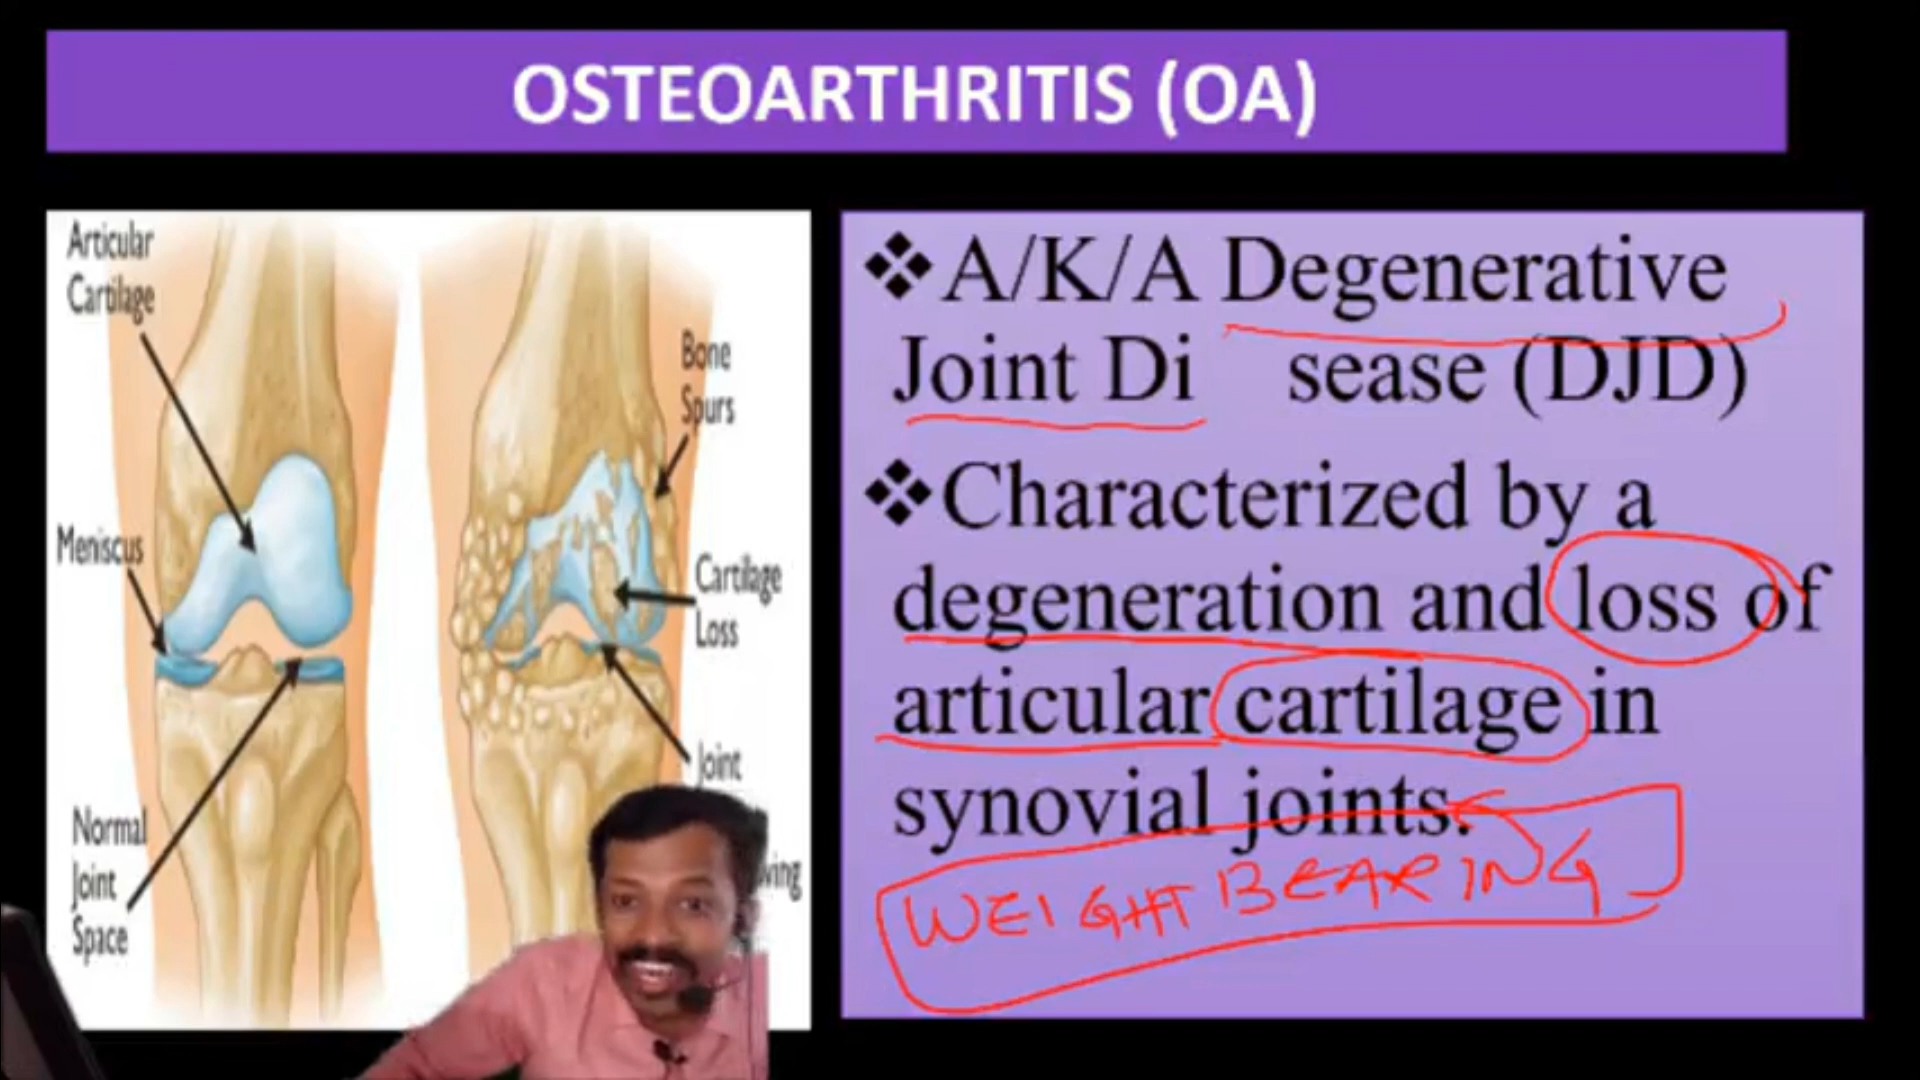 OSTEOARTHRITIS (OA)
Articular
Cartilage
Meniscus
Normal
Joint
Space
Bone
Spurs
Cartilage
Loss
Joint
❖A/K/A Degenerative
Joint Di sease (DJD)
❖Characterized by a
degeneration and loss of
articular cartilage in
synovial joints.
WEIGHT BEARING